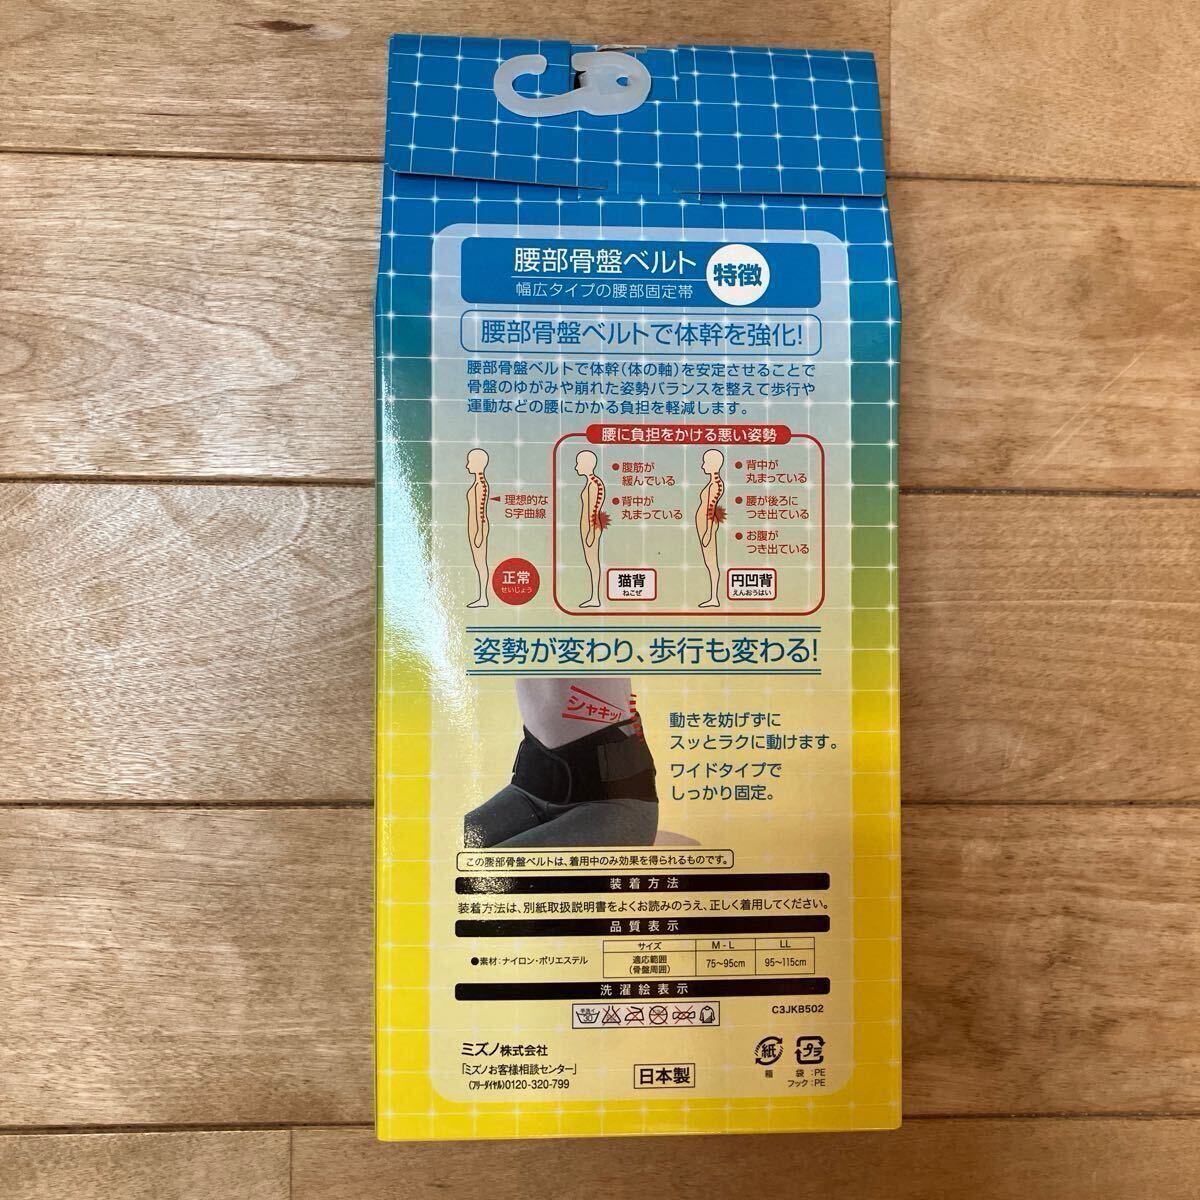 腰部骨盤ベルト
幅広タイプの腰部固定帯
特徴
腰部骨盤ベルトで体幹を強化!
腰部骨盤ベルトで体幹(体の軸)を安定させることで
骨盤のゆがみや崩れた姿勢バランスを整えて歩行や
運動などの腰にかかる負担を軽減します。
腰に負担をかける悪い姿勢
理想的な
S字曲線
正常
せいじょう
●腹筋が
緩んでいる
●背中が
丸まっている
猫背
ねこぜ
●背中が
丸まっている
●腰が後ろに
つき出ている
●お腹が
つき出ている
円凹背
えんおうはい
姿勢が変わり、歩行も変わる!
シャキッ!
動きを妨げずに
スッとラクに動けます。
ワイドタイプで
しっかり固定。
この腰部骨盤ベルトは、着用中のみ効果を得られるものです。
装着方法
装着方法は、別紙取扱説明書をよくお読みのうえ、正しく着用してください。
品質表示
●素材:ナイロン・ポリエステル
サイズ M-L LL
適応範囲
(骨盤周囲) 75〜95cm 95〜115cm
洗濯絵表示
手洗イ
30
C3JKB502
ミズノ株式会社
「ミズノお客様相談センター」
(フリーダイヤル)0120-320-799
日本製
紙
箱
プラ
袋:PE
フック:PE